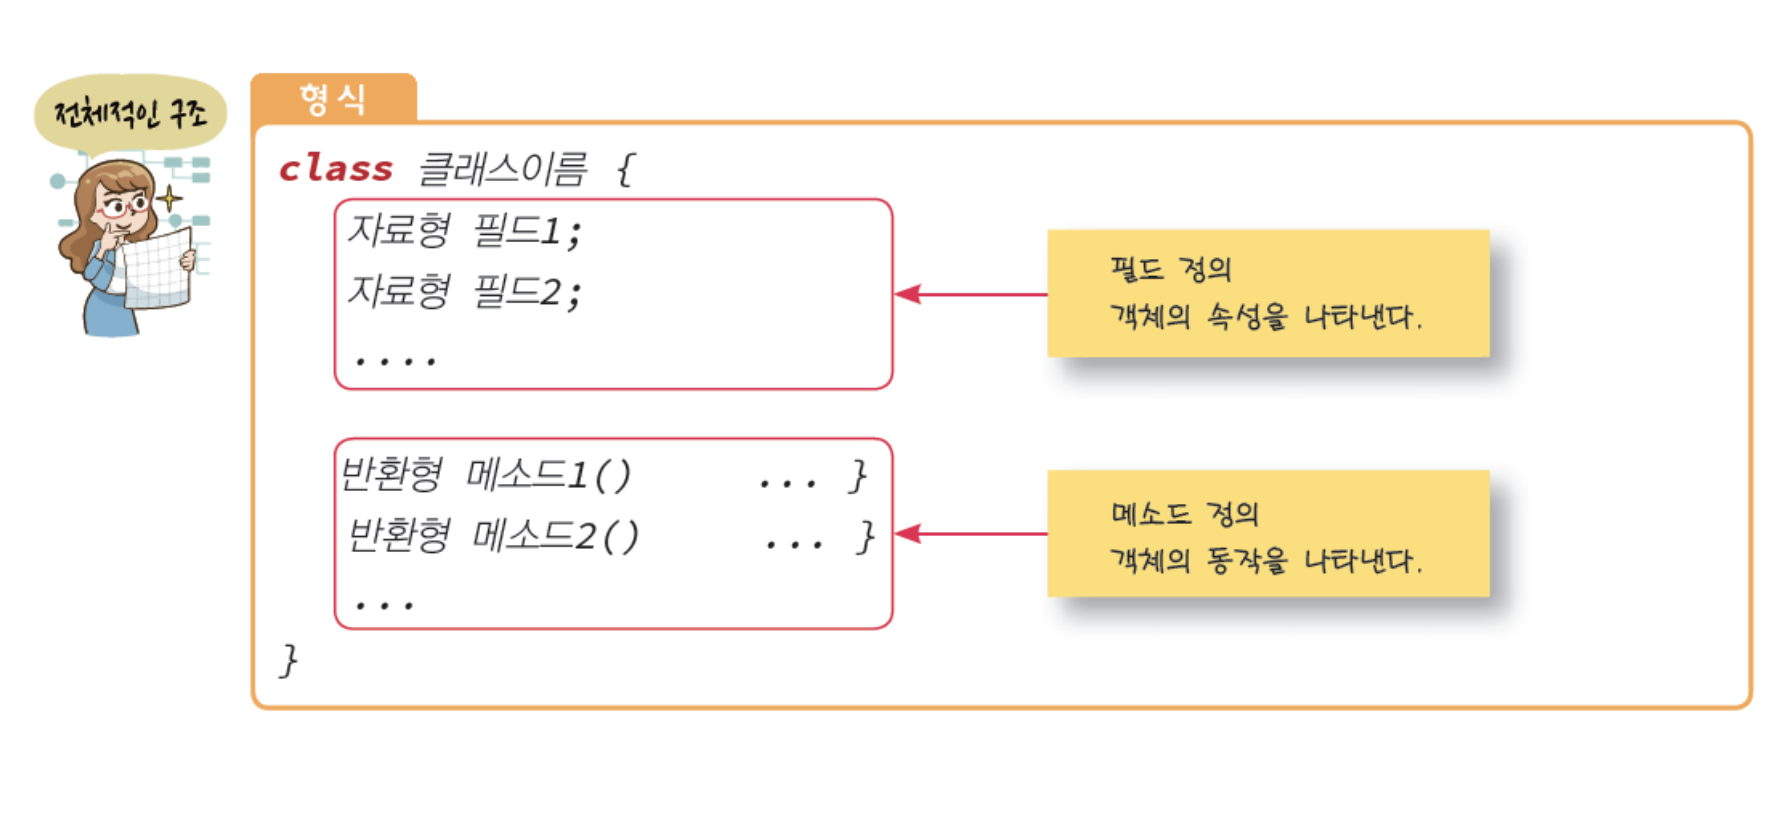 전체적인 구조
형식
class 클래스이름 {
자료형 필드1;
자료형 필드2;
....
필드 정의
객체의 속성을 나타낸다.
반환형 메소드1() ... }
반환형 메소드2() ... }
...
메소드 정의
객체의 동작을 나타낸다.
}